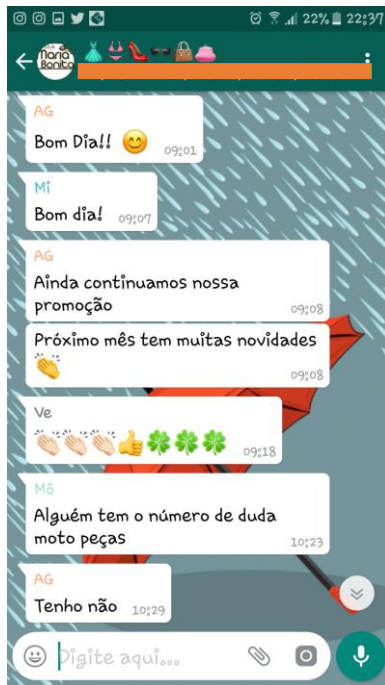 22% 22:37
Maria
Bonita
AG
Bom Dia!! 09:01
Mi
Bom dia! 09:07
AG
Ainda continuamos nossa
promoção 09:08
Próximo mês tem muitas novidades
09:08
Ve
09:18
Mô
Alguém tem o número de duda
moto peças 10:23
AG
Tenho não 10:29
Digite aqui...